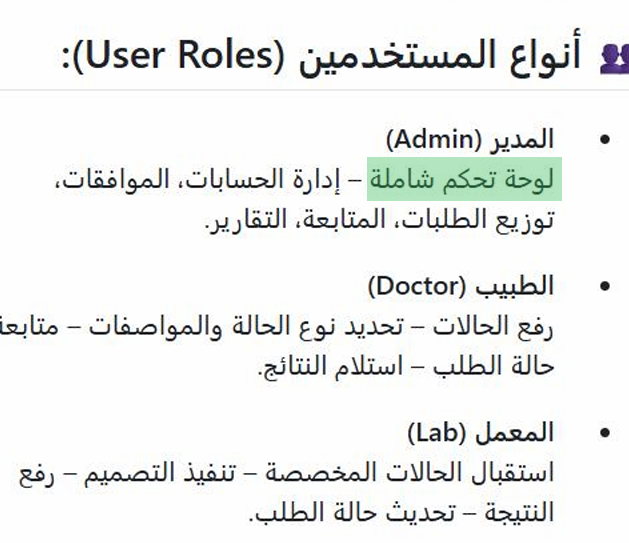 أنواع المستخدمين (User Roles):
المدير (Admin)
لوحة تحكم شاملة – إدارة الحسابات، الموافقات،
توزيع الطلبات، المتابعة، التقارير.
الطبيب (Doctor)
رفع الحالات – تحديد نوع الحالة والمواصفات – متابعة
حالة الطلب – استلام النتائج.
المعمل (Lab)
استقبال الحالات المخصصة – تنفيذ التصميم – رفع
النتيجة – تحديث حالة الطلب.